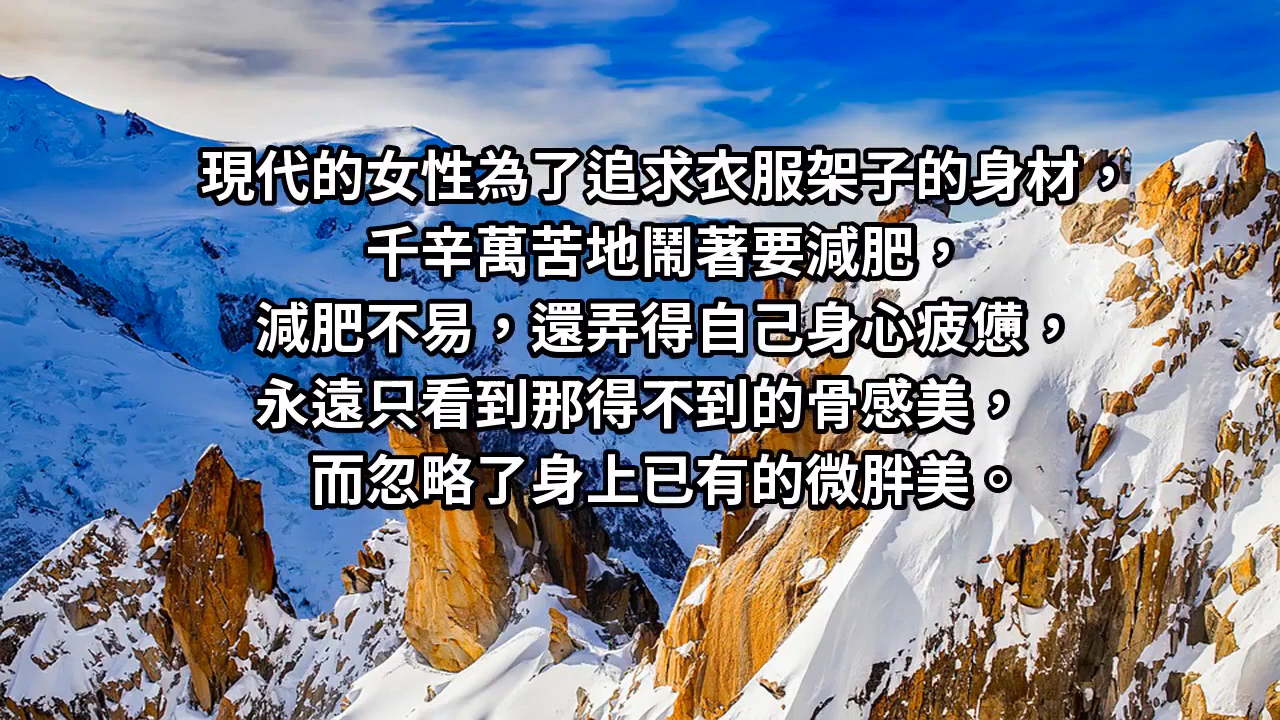 現代的女性為了追求衣服架子的身材，
千辛萬苦地鬧著要減肥，
減肥不易，還弄得自己身心疲憊，
永遠只看到那得不到的骨感美，
而忽略了身上已有的微胖美。